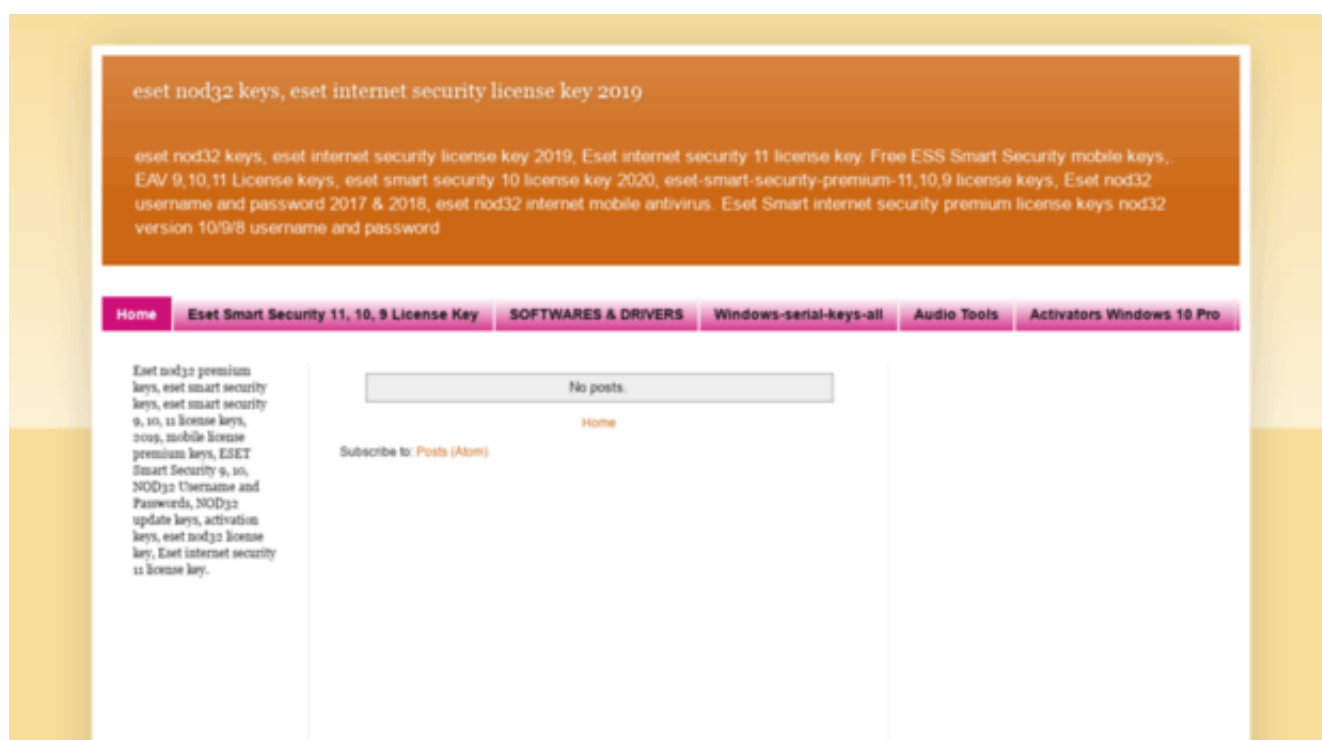 eset nod32 keys, eset internet security license key 2019
eset nod32 keys, eset internet security license key 2019, Eset internet security 11 license key. Free ESS Smart Security mobile keys,.
EAV 9,10,11 License keys, eset smart security 10 license key 2020, eset-smart-security-premium-11,10,9 license keys, Eset nod32
username and password 2017 & 2018, eset nod32 internet mobile antivirus. Eset Smart internet security premium license keys nod32
version 10/9/8 username and password
Home Eset Smart Security 11, 10, 9 License Key SOFTWARES & DRIVERS Windows-serial-keys-all Audio Tools Activators Windows 10 Pro
Eset nod32 premium
keys, eset smart security
keys, eset smart security
9, 10, 11 license keys,
2019, mobile license
premium keys, ESET
Smart Security 9, 10,
NOD32 Username and
Passwords, NOD32
update keys, activation
keys, eset nod32 license
key, Eset internet security
11 license key.
No posts.
Home
Subscribe to: Posts (Atom)